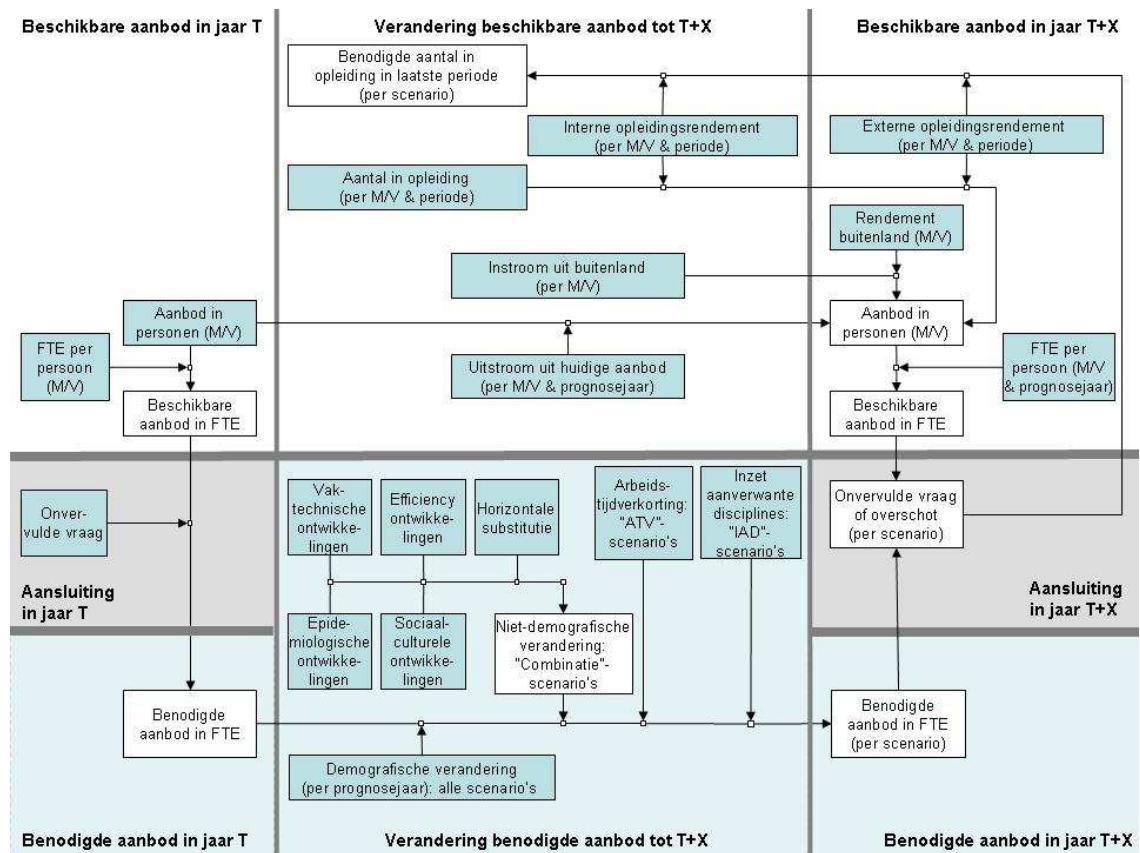 Beschikbare aanbod in jaar T
Verandering beschikbare aanbod tot T+X
Beschikbare aanbod in jaar T+X
Benodigde aantal in
opleiding in laatste periode
(per scenario)
Interne opleidingsrendement
(per M/V & periode)
Externe opleidingsrendement
(per M/V & periode)
Aantal in opleiding
(per M/V & periode)
Rendement
buitenland (M/V)
Instroom uit buitenland
(per M/V)
Aanbod in
personen (M/V)
Aanbod in
personen (M/V)
FTE per
persoon
(M/V)
Uitstroom uit huidige aanbod
(per M/V & prognosejaar)
FTE per
persoon (M/V
& prognosejaar)
Beschikbare
aanbod in FTE
Beschikbare
aanbod in FTE
Onver-
vulde vraag
Vak-
technische
ontwikke-
lingen
Efficiency
ontwikke-
lingen
Horizontale
substitutie
Arbeids-
tijdverkorting:
"ATV"-
scenario's
Inzet
aanverwante
disciplines:
"IAD"-
scenario's
Onvervulde vraag
of overschot
(per scenario)
Aansluiting
in jaar T
Aansluiting
in jaar T+X
Epide-
miologische
ontwikke-
lingen
Sociaal-
culturele
ontwikke-
lingen
Niet-demografische
verandering:
"Combinatie"-
scenario's
Benodigde
aanbod in FTE
Benodigde
aanbod in FTE
(per scenario)
Demografische verandering
(per prognosejaar): alle scenario's
Benodigde aanbod in jaar T
Verandering benodigde aanbod tot T+X
Benodigde aanbod in jaar T+X